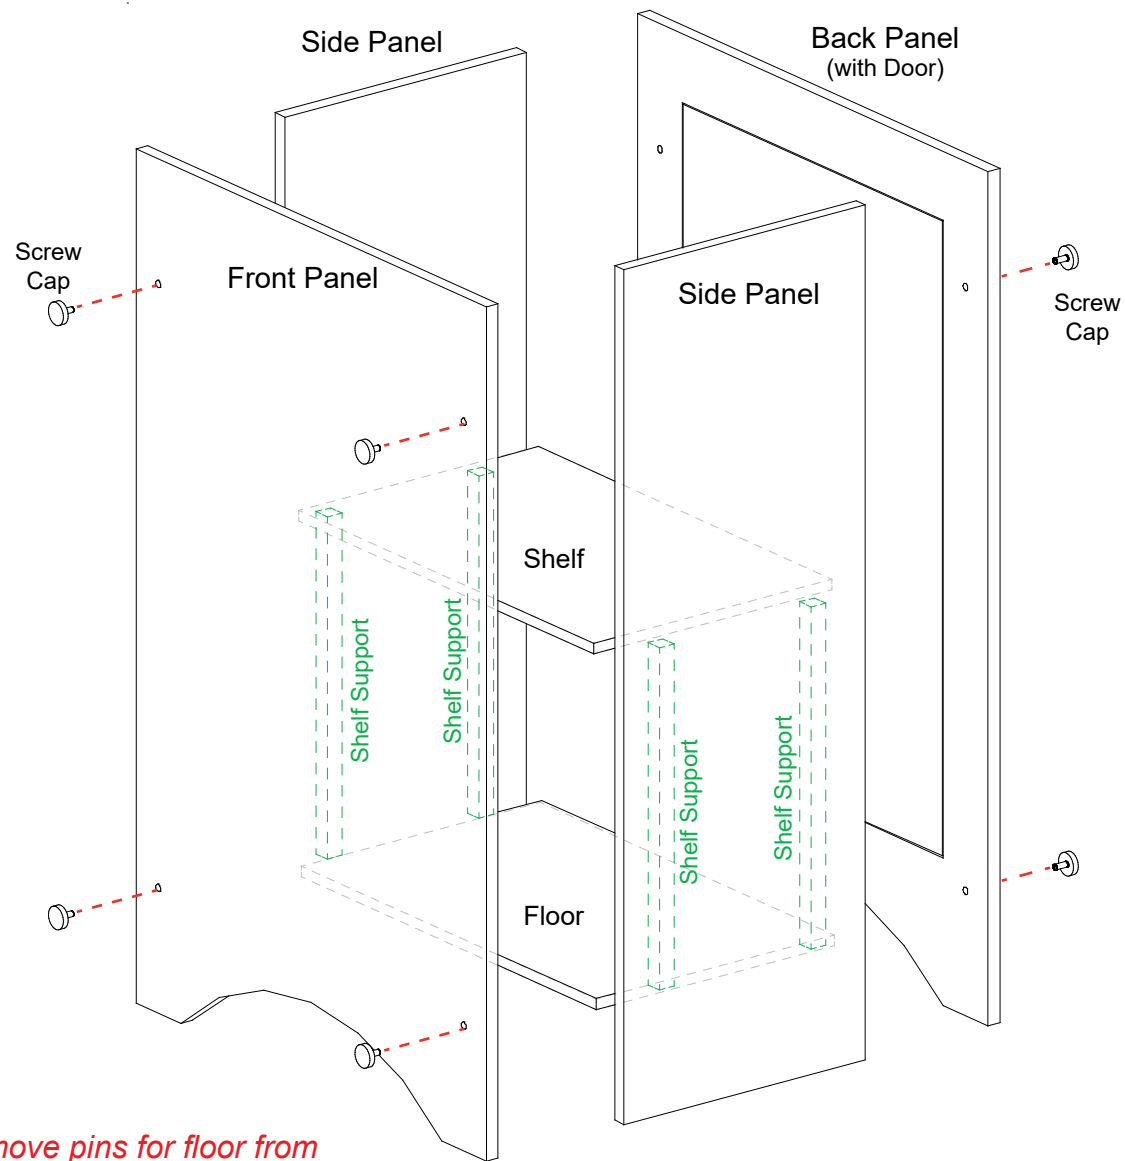 Side Panel
Back Panel
(with Door)
Screw
Cap
Front Panel
Side Panel
Screw
Cap
Shelf
Shelf Support
Shelf Support
Shelf Support
Shelf Support
Floor
pins for floor from